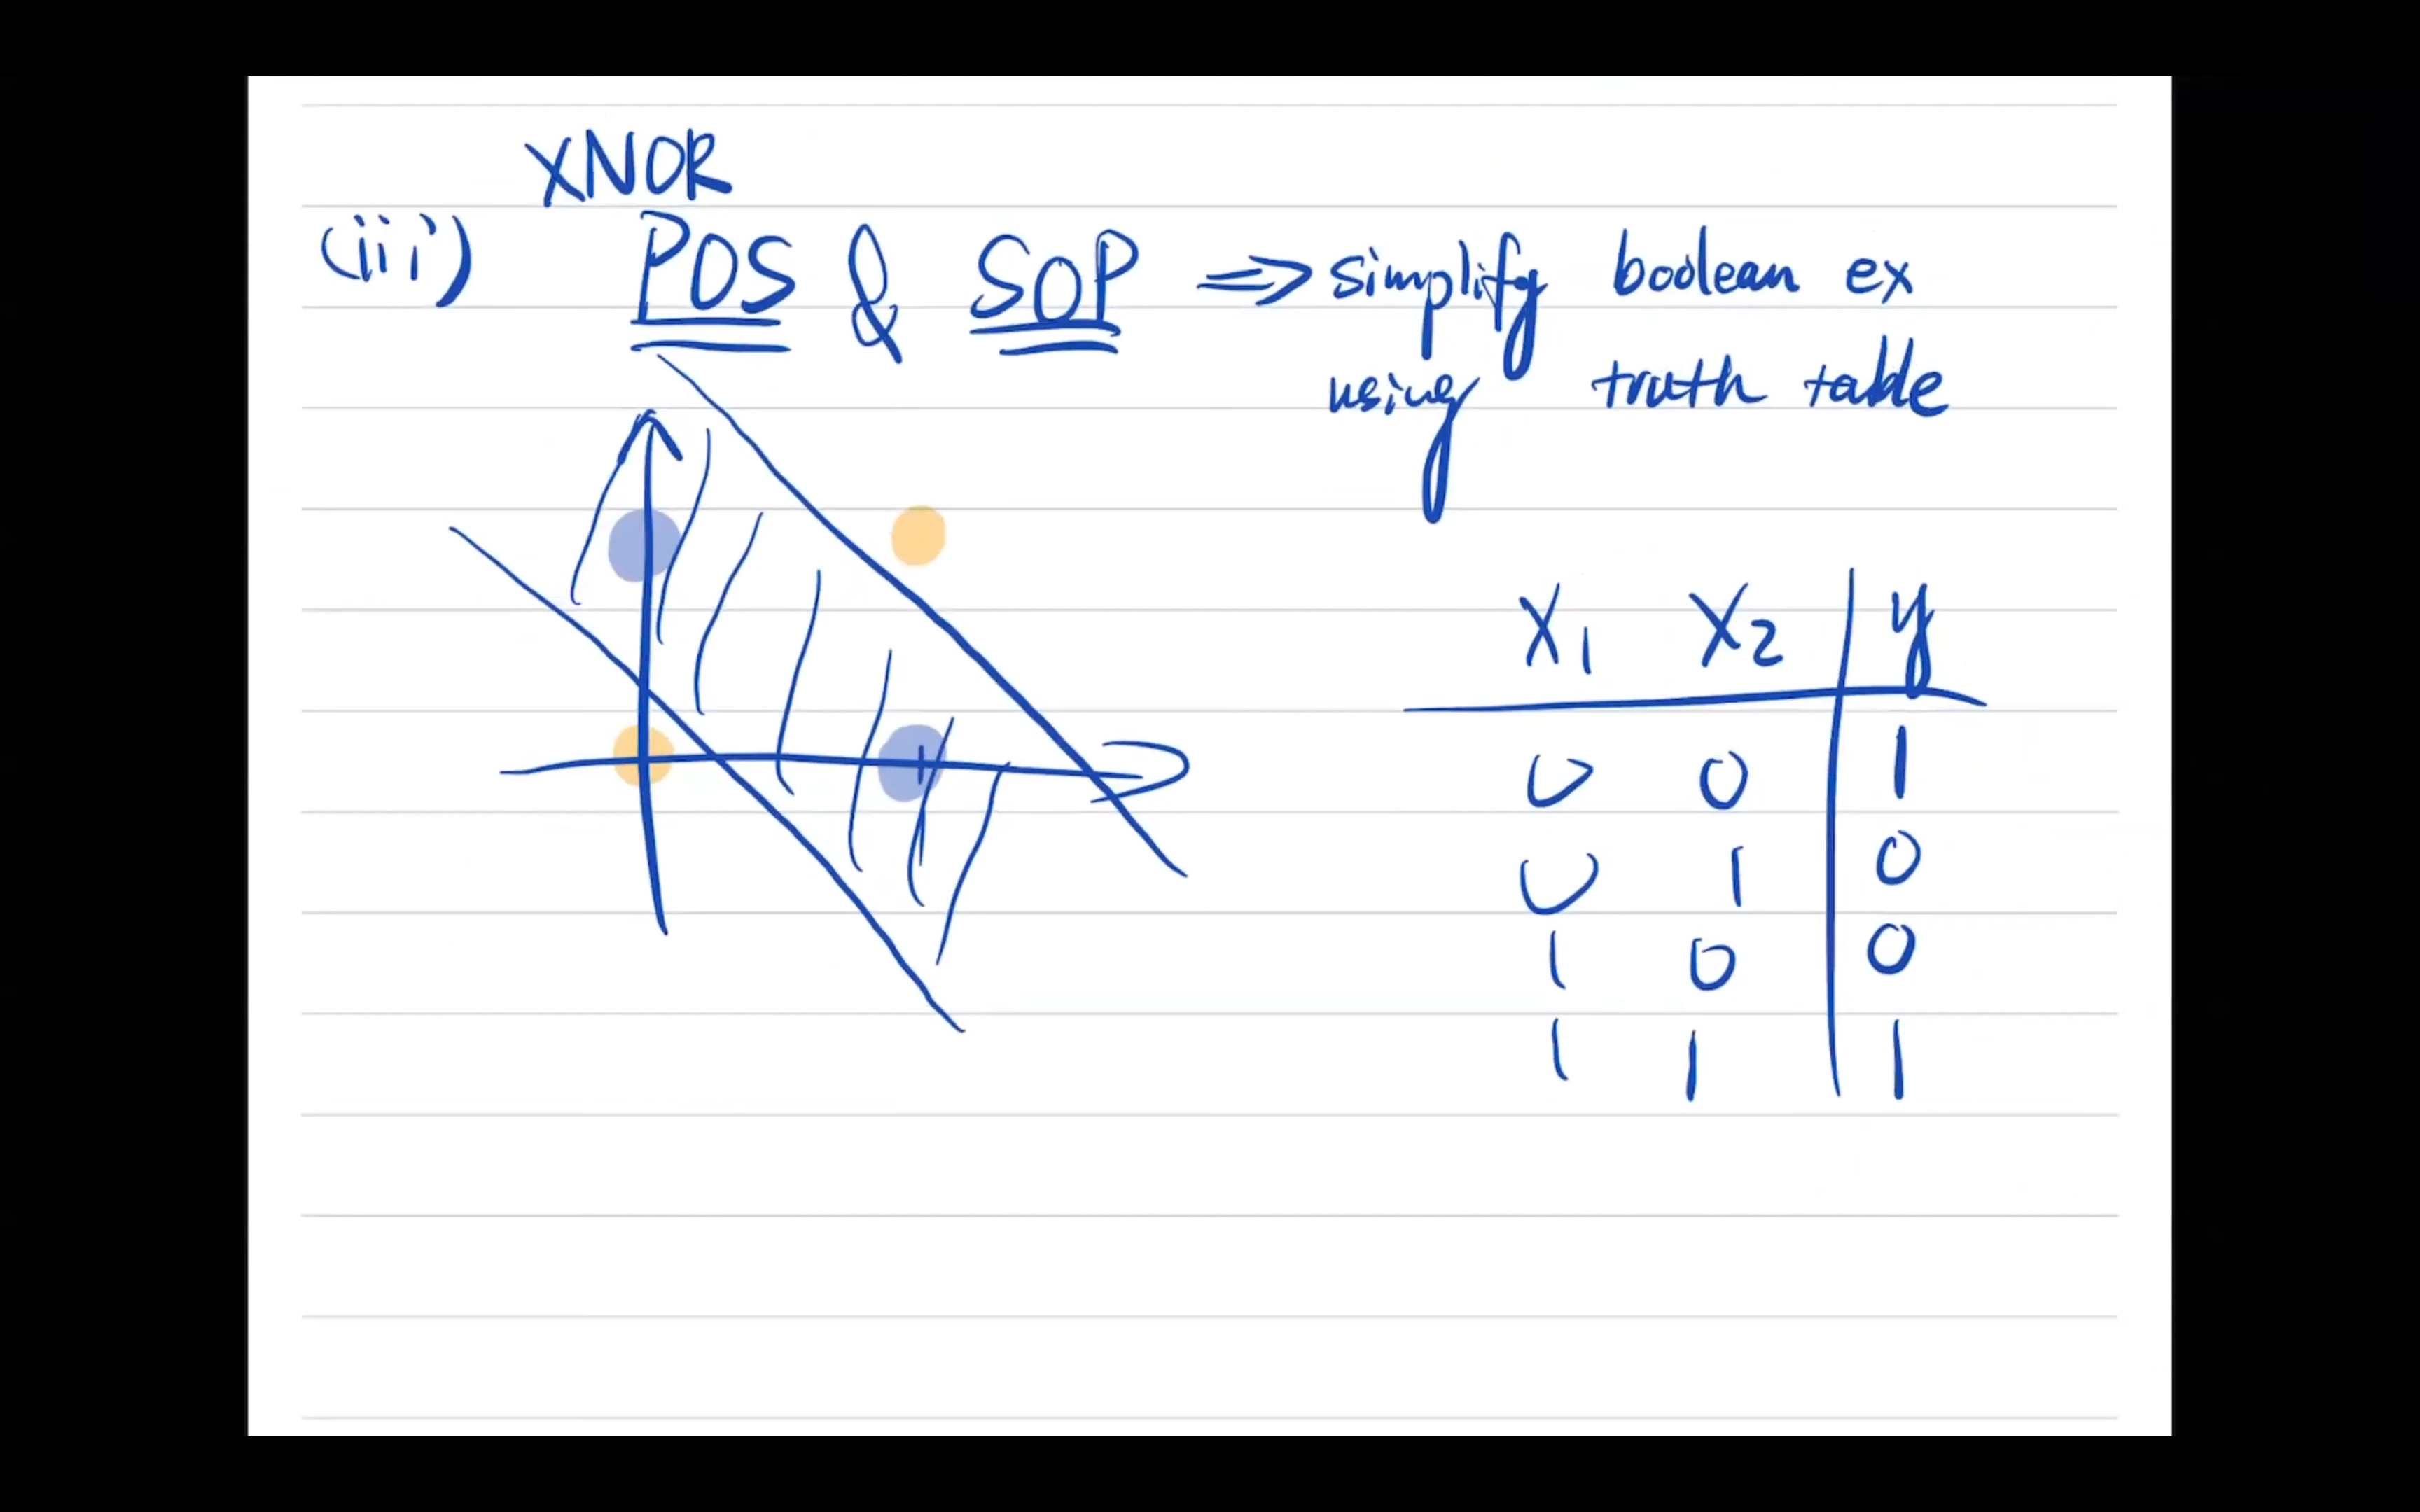 XNOR
(iii) POS & SOP => simplify boolean ex
using truth table
X1 X2 y
0 0 1
0 1 0
1 0 0
1 1 1